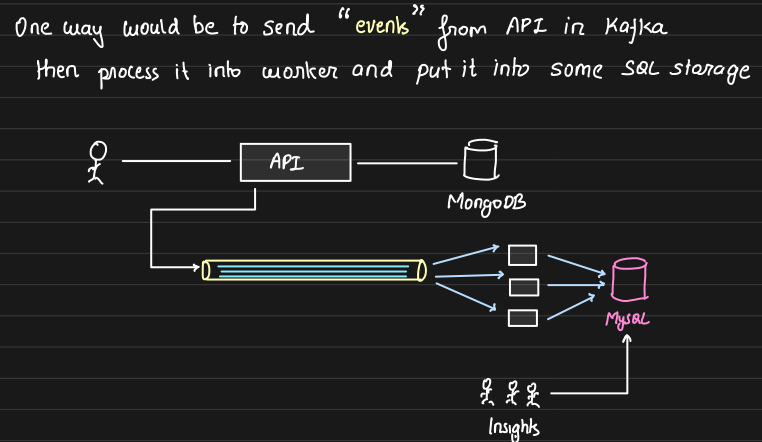 One way would be to send "events" from API in Kafka
then process it into worker and put it into some SQL storage
API
MongoDB
MySQL
Insights